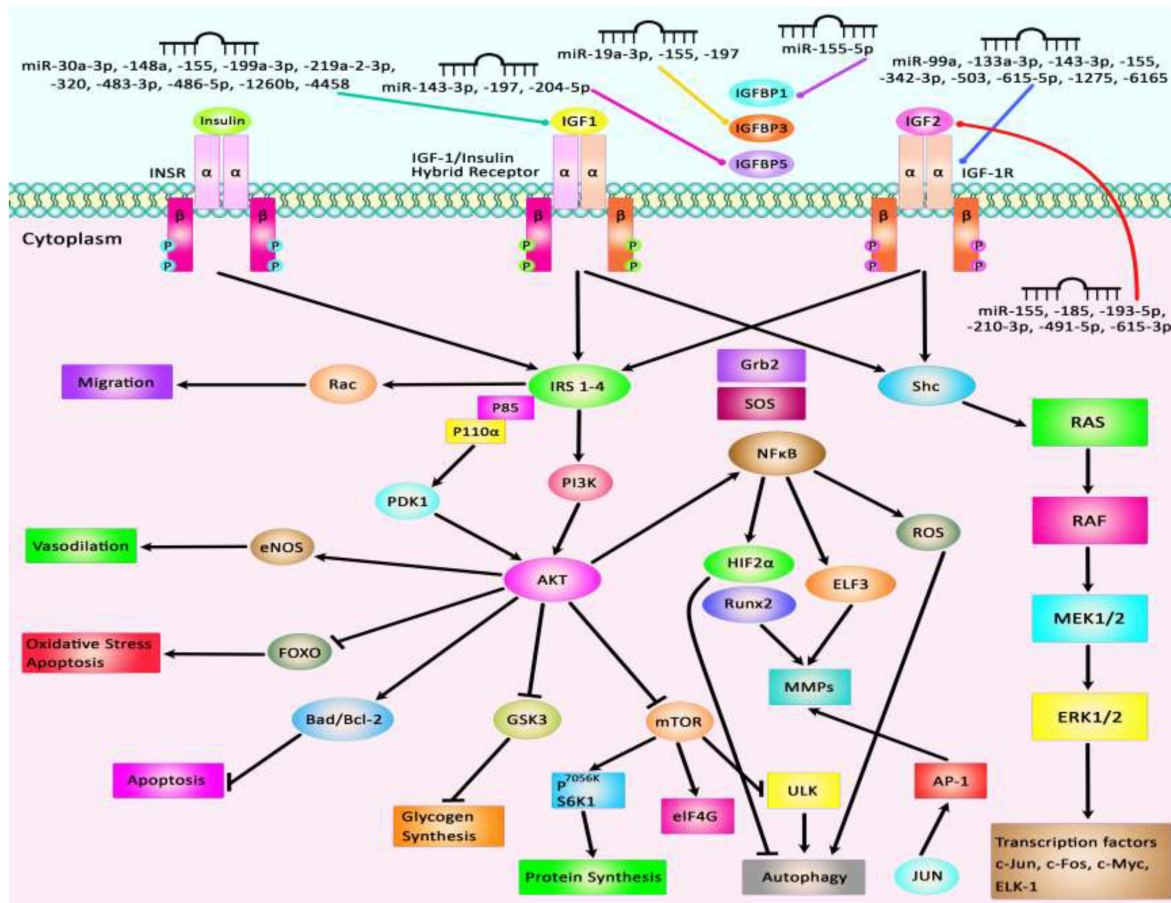 miR-30a-3p, -148a, -155, -199a-3p, -219a-2-3p,
-320, -483-3p, -486-5p, -1260b, -4458
miR-143-3p, -197, -204-5p
miR-19a-3p, -155, -197
miR-155-5p
miR-99a, -133a-3p, -143-3p, -155,
-342-3p, -503, -615-5p, -1275, -6165
IGFBP1
IGFBP3
IGFBP5
Insulin
IGF1
IGF2
INSR
α
α
IGF-1/Insulin
Hybrid Receptor
α
α
α
α
IGF-1R
β
β
β
β
β
β
Cytoplasm
P
P
P
P
P
P
P
P
P
P
P
P
miR-155, -185, -193-5p,
-210-3p, -491-5p, -615-3p
Migration
Rac
IRS 1-4
Grb2
Shc
P85
SOS
P110α
RAS
NFκB
PDK1
PI3K
RAF
Vasodilation
eNOS
AKT
HIF2α
ELF3
ROS
Runx2
MEK1/2
Oxidative Stress
Apoptosis
FOXO
MMPs
Bad/Bcl-2
GSK3
mTOR
ERK1/2
Apoptosis
P7056K
S6K1
eIF4G
ULK
AP-1
Glycogen
Synthesis
Protein Synthesis
Autophagy
JUN
Transcription factors
c-Jun, c-Fos, c-Myc,
ELK-1